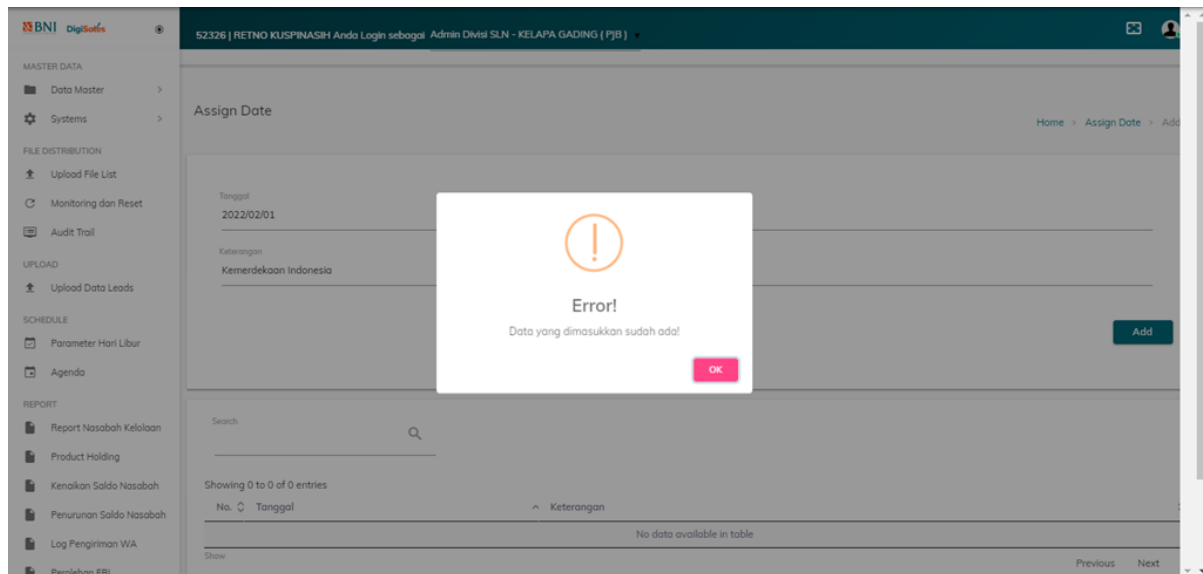 BNI DigiSales
52326 | RETNO KUSPINASIH Anda Login sebagai Admin Divisi SLN - KELAPA GADING ( PJB )
MASTER DATA
Data Master
Systems
FILE DISTRIBUTION
Upload File List
Monitoring dan Reset
Audit Trail
UPLOAD
Upload Data Leads
SCHEDULE
Parameter Hari Libur
Agenda
REPORT
Report Nasabah Kelolaan
Product Holding
Kenaikan Saldo Nasabah
Penurunan Saldo Nasabah
Log Pengiriman WA
Perolehan FBI
Assign Date
Home > Assign Date > Add
Tanggal
2022/02/01
Keterangan
Kemerdekaan Indonesia
Add
Error!
Data yang dimasukkan sudah ada!
OK
Search
Showing 0 to 0 of 0 entries
No. Tanggal Keterangan
No data available in table
Show
Previous Next